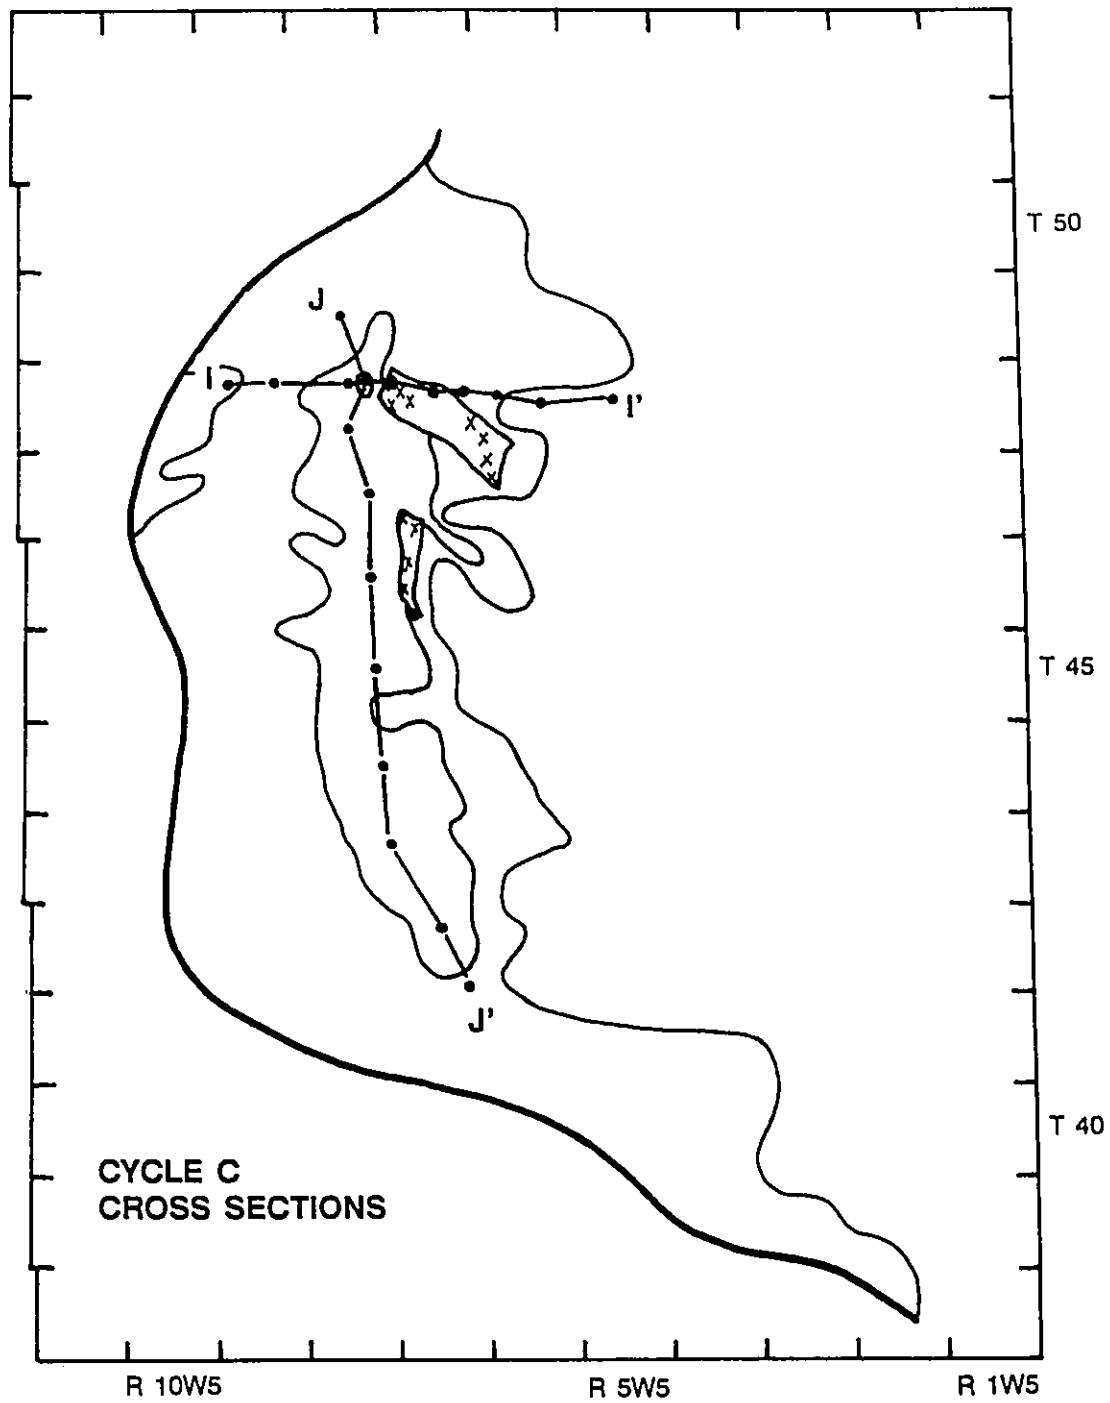 T 50
J
I
I'
T 45
J'
T 40
CYCLE C
CROSS SECTIONS
R 10W5
R 5W5
R 1W5